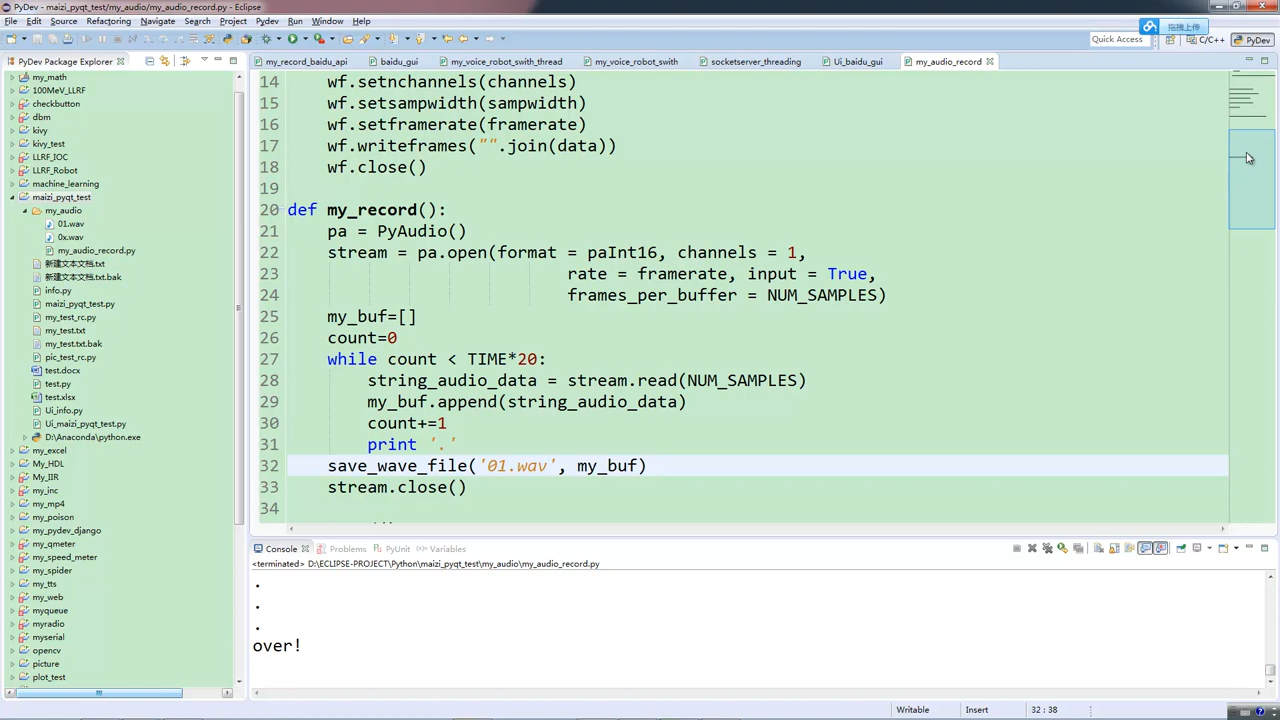 PyDev - maizi_pyqt_test/my_audio/my_audio_record.py - Eclipse
File Edit Source Refactoring Navigate Search Project Pydev Run Window Help
拖拽上传
Quick Access C/C++ PyDev
PyDev Package Explorer
my_record_baidu_api baidu_gui my_voice_robot_swith_thread my_voice_robot_swith socketserver_threading Ui_baidu_gui my_audio_record
my_math
100MeV_LLRF
checkbutton
dbm
kivy
kivy_test
LLRF_IOC
LLRF_Robot
machine_learning
maizi_pyqt_test
my_audio
01.wav
0x.wav
my_audio_record.py
新建文本文档.txt
新建文本文档.txt.bak
info.py
maizi_pyqt_test.py
my_test_rc.py
my_test.txt
my_test.txt.bak
pic_test_rc.py
test.docx
test.py
test.xlsx
Ui_info.py
Ui_maizi_pyqt_test.py
D:\Anaconda\python.exe
my_excel
My_HDL
My_IIR
my_inc
my_mp4
my_poison
my_pydev_django
my_qmeter
my_speed_meter
my_spider
my_tts
my_web
myqueue
myradio
myserial
opencv
picture
plot_test
14 wf.setnchannels(channels)
15 wf.setsampwidth(sampwidth)
16 wf.setframerate(framerate)
17 wf.writeframes("".join(data))
18 wf.close()
19
20 def my_record():
21 pa = PyAudio()
22 stream = pa.open(format = paInt16, channels = 1,
23 rate = framerate, input = True,
24 frames_per_buffer = NUM_SAMPLES)
25 my_buf=[]
26 count=0
27 while count < TIME*20:
28 string_audio_data = stream.read(NUM_SAMPLES)
29 my_buf.append(string_audio_data)
30 count+=1
31 print '.'
32 save_wave_file('01.wav', my_buf)
33 stream.close()
34
Console Problems PyUnit Variables
<terminated> D:\ECLIPSE-PROJECT\Python\maizi_pyqt_test\my_audio\my_audio_record.py
.
.
.
over!
Writable Insert 32 : 38